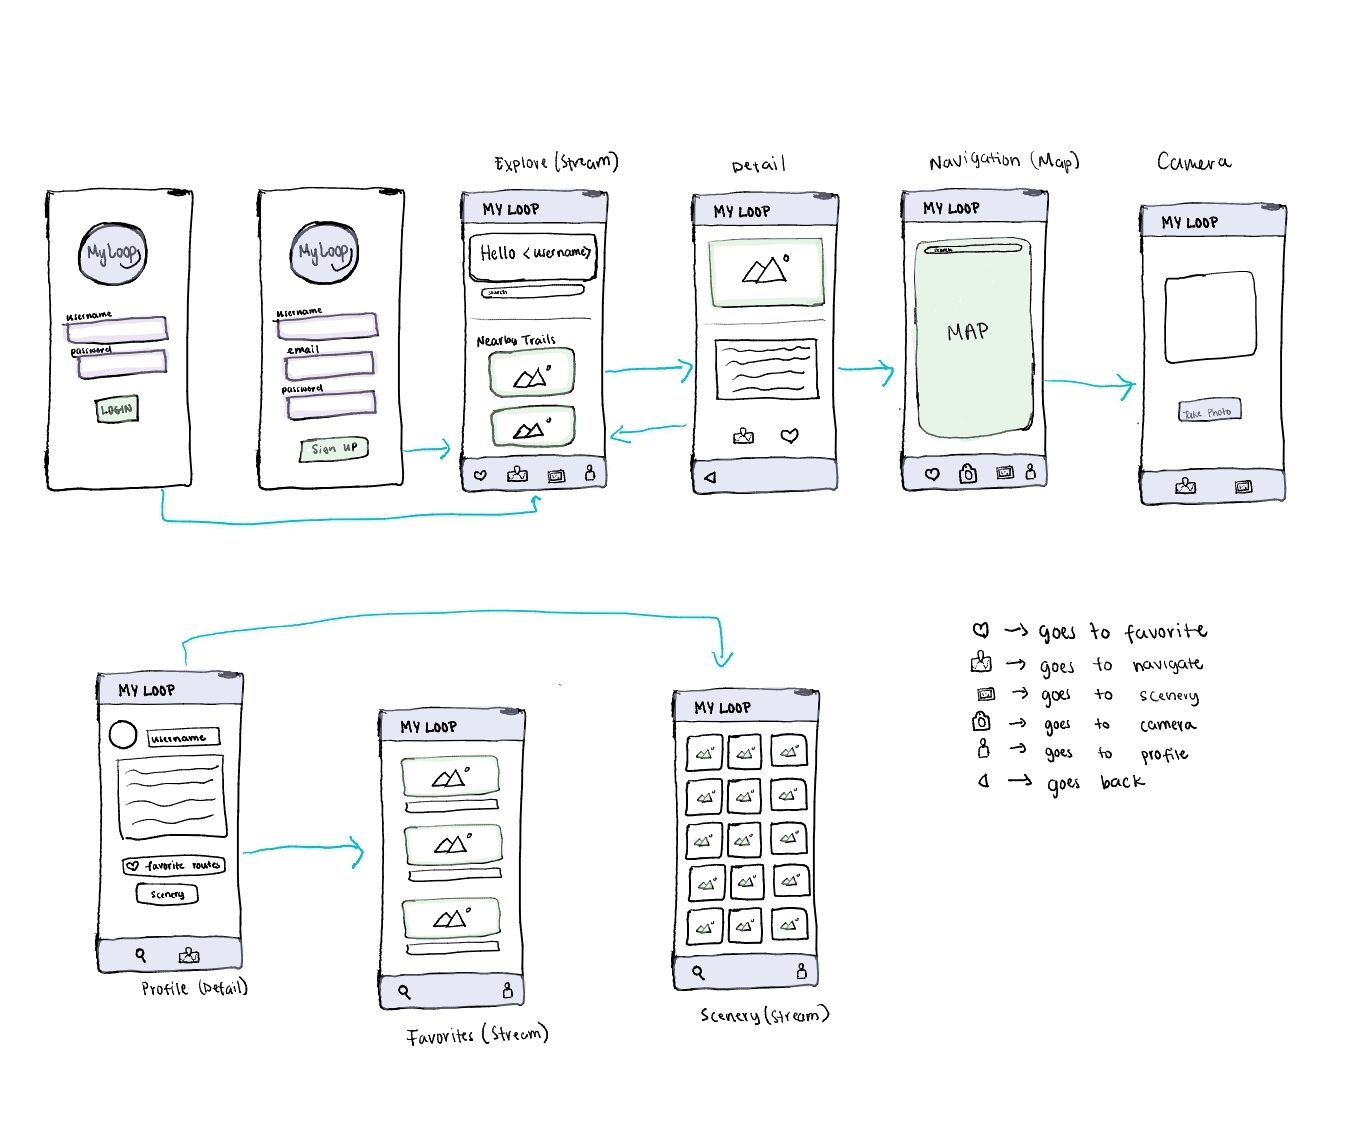 Explore (Stream)
Detail
Navigation (Map)
Camera
My Loop
username
password
LOGIN
My Loop
username
email
password
Sign UP
MY LOOP
Hello <username>
search
Nearby Trails
MY LOOP
MY LOOP
search
MAP
MY LOOP
Take Photo
MY LOOP
username
favorite routes
scenery
Profile (Detail)
MY LOOP
Favorites (Stream)
MY LOOP
Scenery (Stream)
→ goes to favorite
→ goes to navigate
→ goes to scenery
→ goes to camera
→ goes to profile
→ goes back